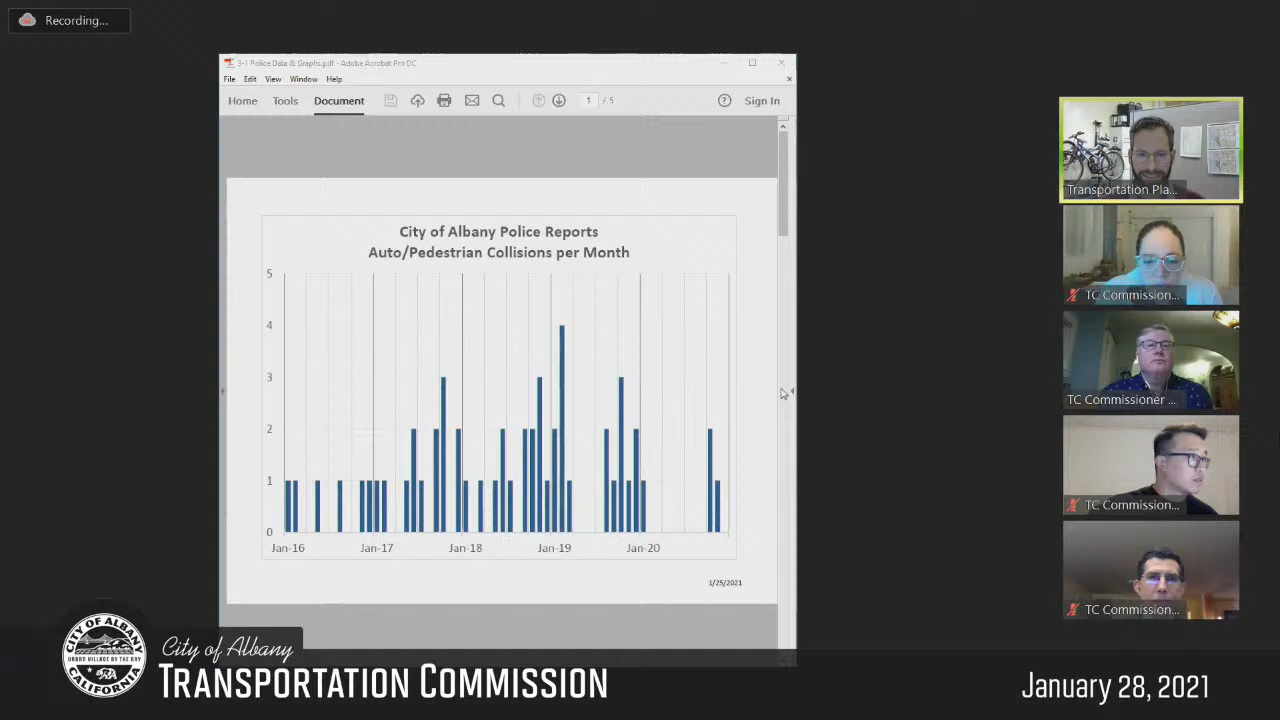 Recording...
3-1 Police Data & Graphs.pdf - Adobe Acrobat Pro DC
File Edit View Window Help
Home Tools Document 1 / 5 Sign In
City of Albany Police Reports
Auto/Pedestrian Collisions per Month
5
4
3
2
1
0
Jan-16 Jan-17 Jan-18 Jan-19 Jan-20
1/25/2021
Transportation Pla...
TC Commission...
TC Commissioner ...
TC Commission...
TC Commission...
CITY OF ALBANY
URBAN VILLAGE BY THE BAY
CALIFORNIA
City of Albany
TRANSPORTATION COMMISSION
January 28, 2021